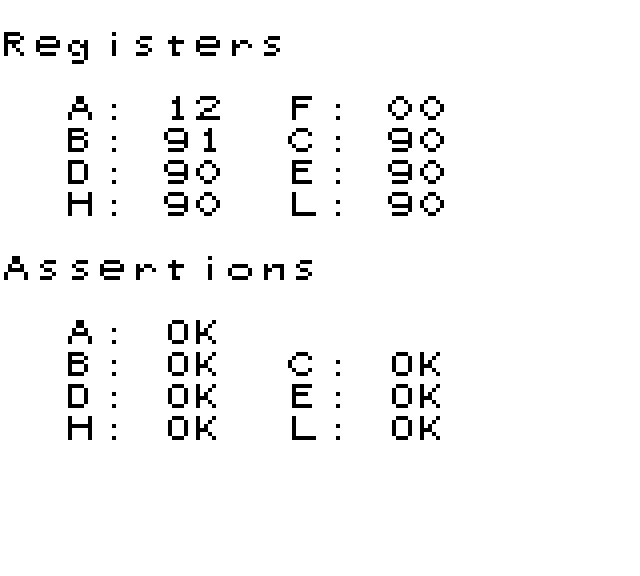 Registers
A: 12 F: 00
B: 91 C: 90
D: 90 E: 90
H: 90 L: 90
Assertions
A: OK
B: OK C: OK
D: OK E: OK
H: OK L: OK